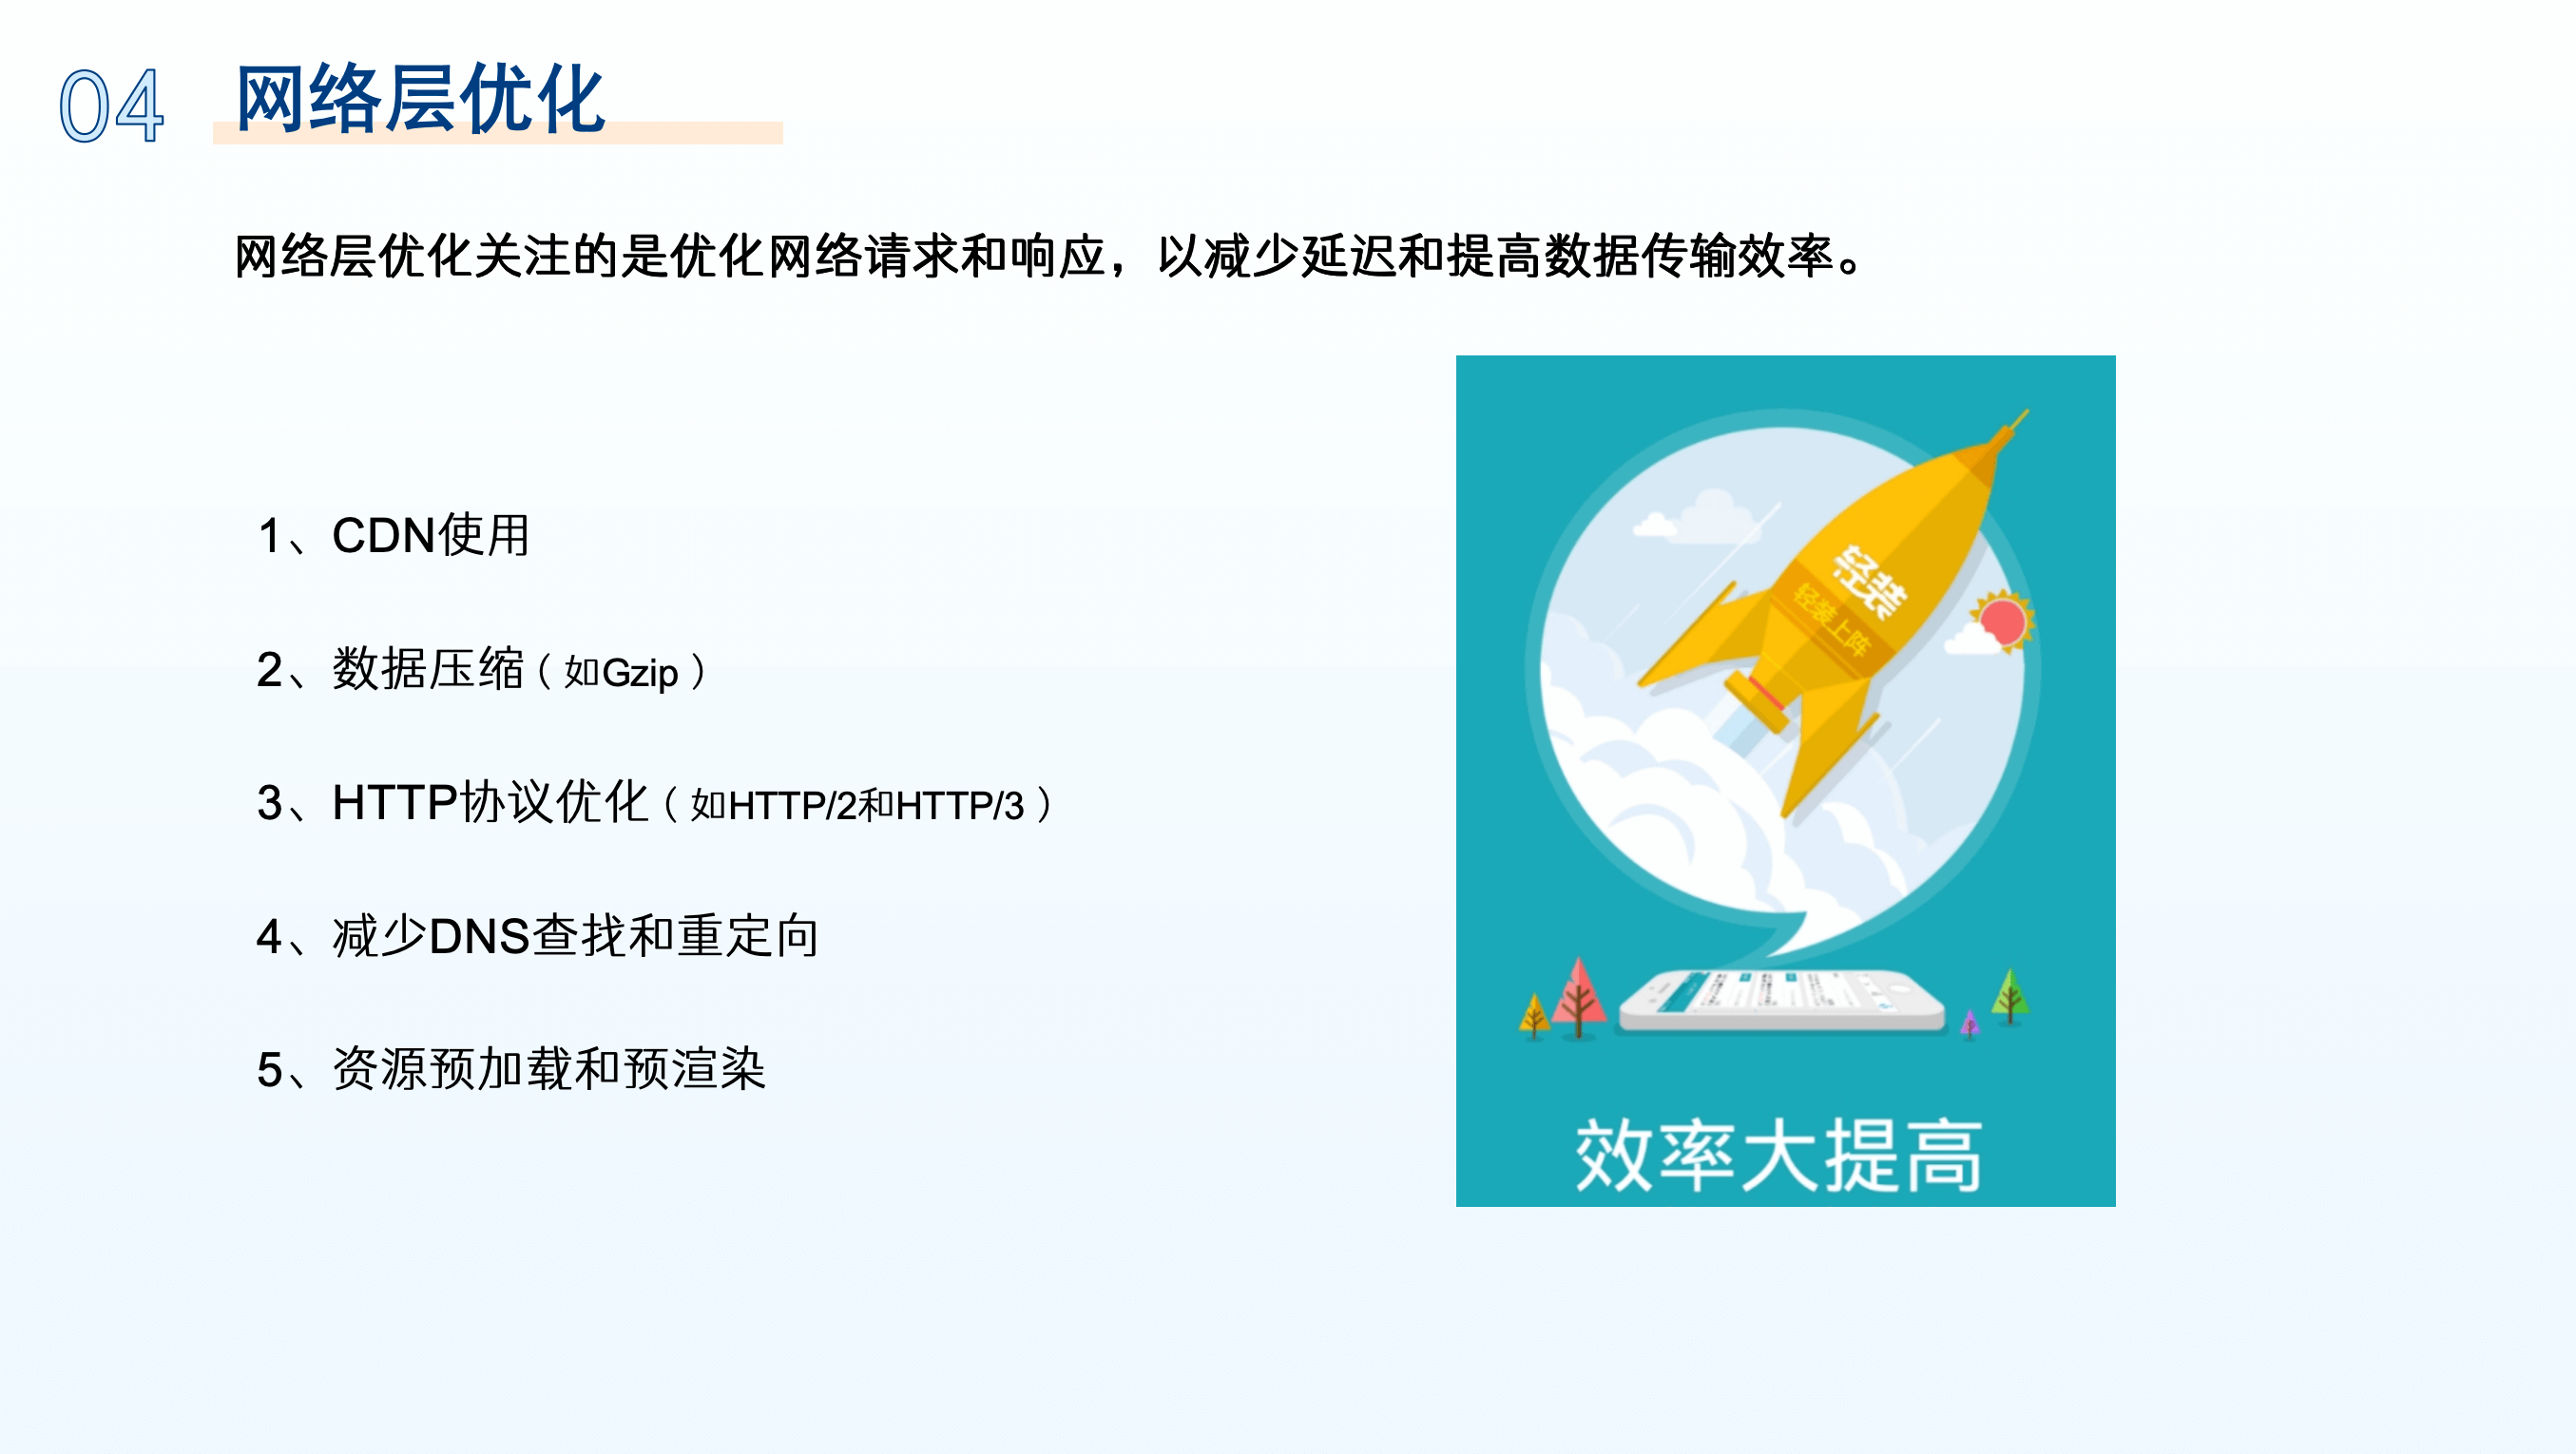 04 网络层优化
网络层优化关注的是优化网络请求和响应，以减少延迟和提高数据传输效率。
1、CDN使用
2、数据压缩（如Gzip）
3、HTTP协议优化（如HTTP/2和HTTP/3）
4、减少DNS查找和重定向
5、资源预加载和预渲染
轻装
轻装上阵
效率大提高